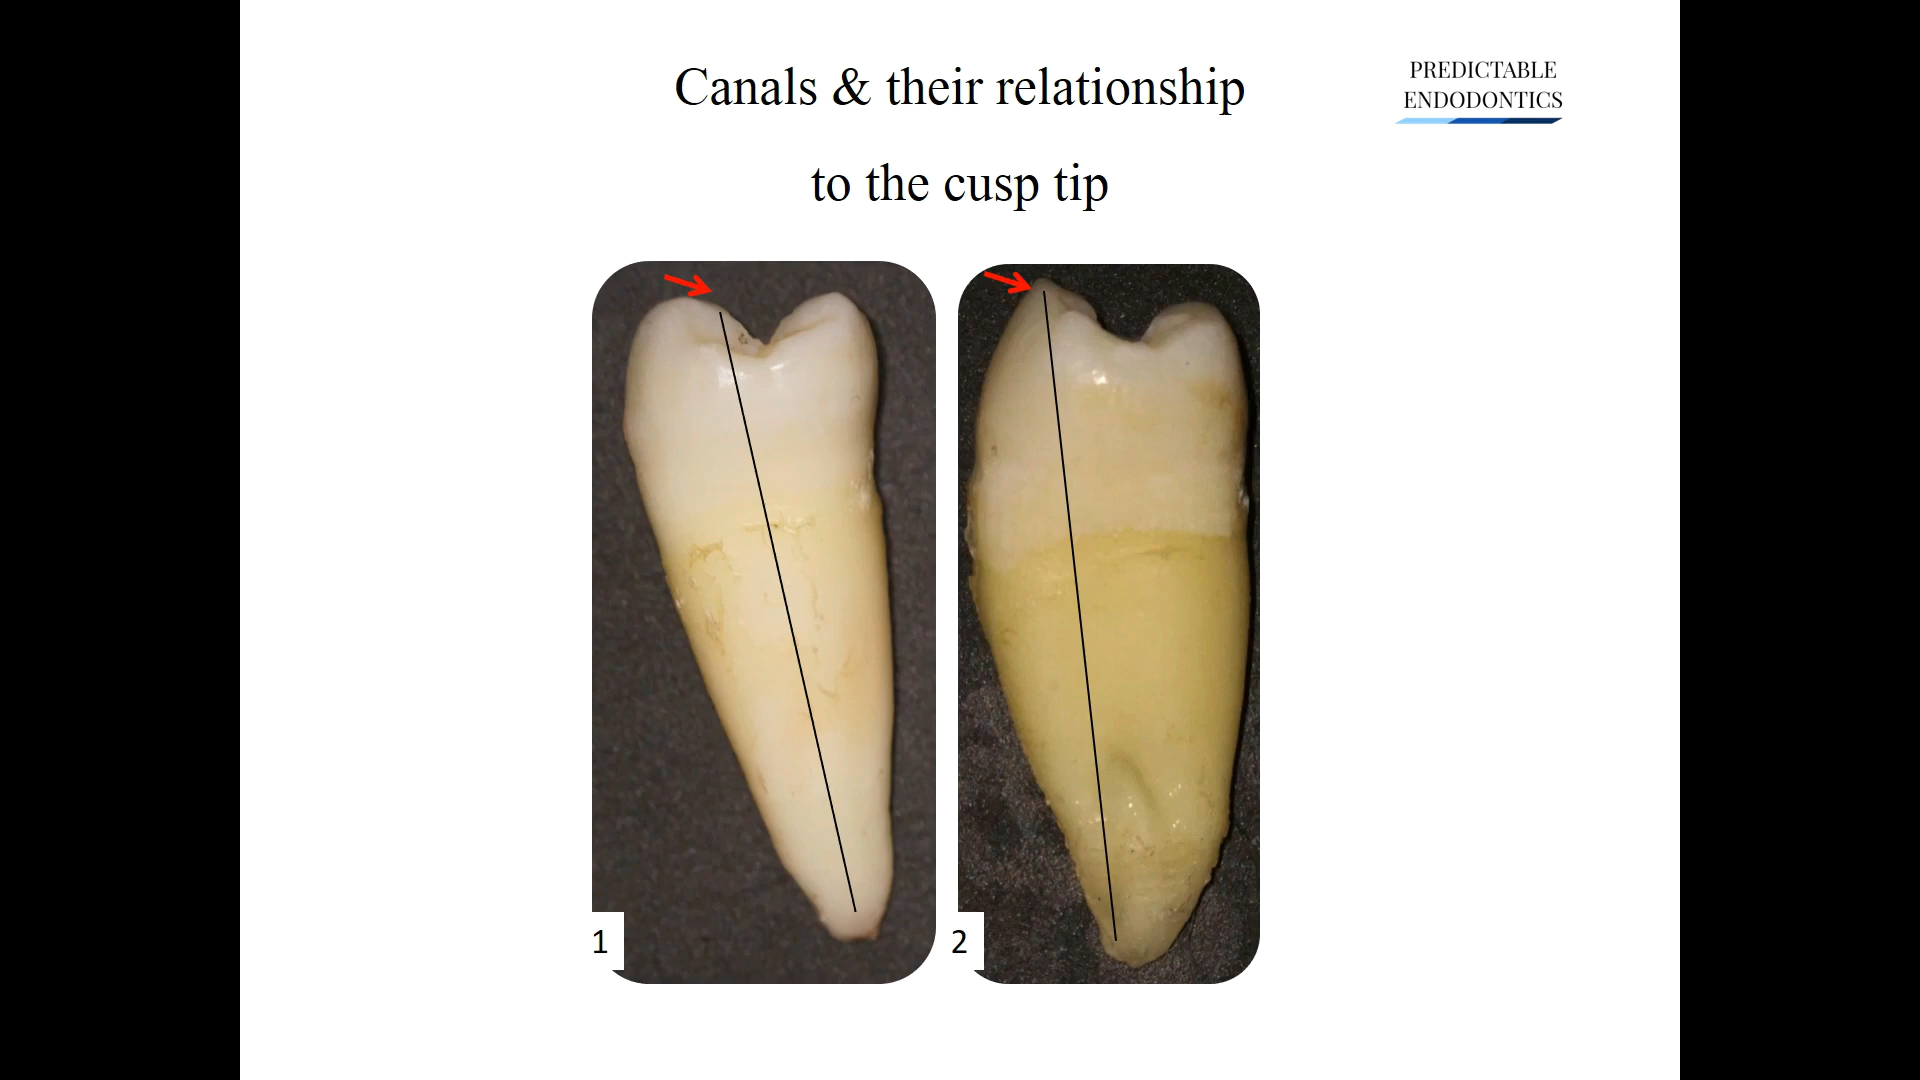 Canals & their relationship
to the cusp tip
PREDICTABLE
ENDODONTICS
1
2